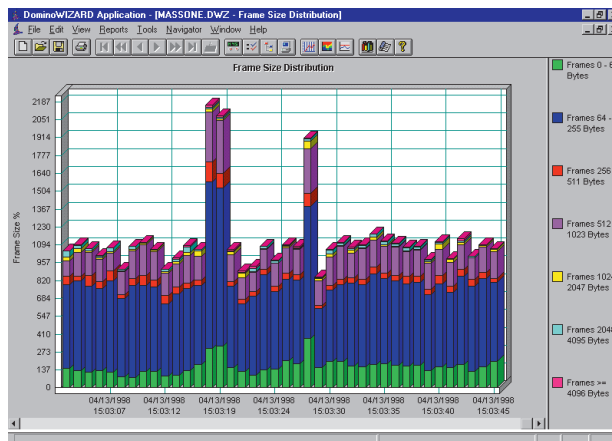 DominoWIZARD Application - [MASSONE.DWZ - Frame Size Distribution]
File Edit View Reports Tools Navigator Window Help
Frame Size Distribution
Frame Size %
2187
2051
1914
1777
1640
1504
1367
1230
1094
957
820
684
547
410
273
137
0
04/13/1998 04/13/1998 04/13/1998 04/13/1998 04/13/1998 04/13/1998 04/13/1998 04/13/1998
15:03:07 15:03:12 15:03:19 15:03:24 15:03:30 15:03:35 15:03:40 15:03:45
Frames 0 - 6
Bytes
Frames 64 -
255 Bytes
Frames 256
511 Bytes
Frames 512
1023 Bytes
Frames 1024
2047 Bytes
Frames 2048
4095 Bytes
Frames >=
4096 Bytes